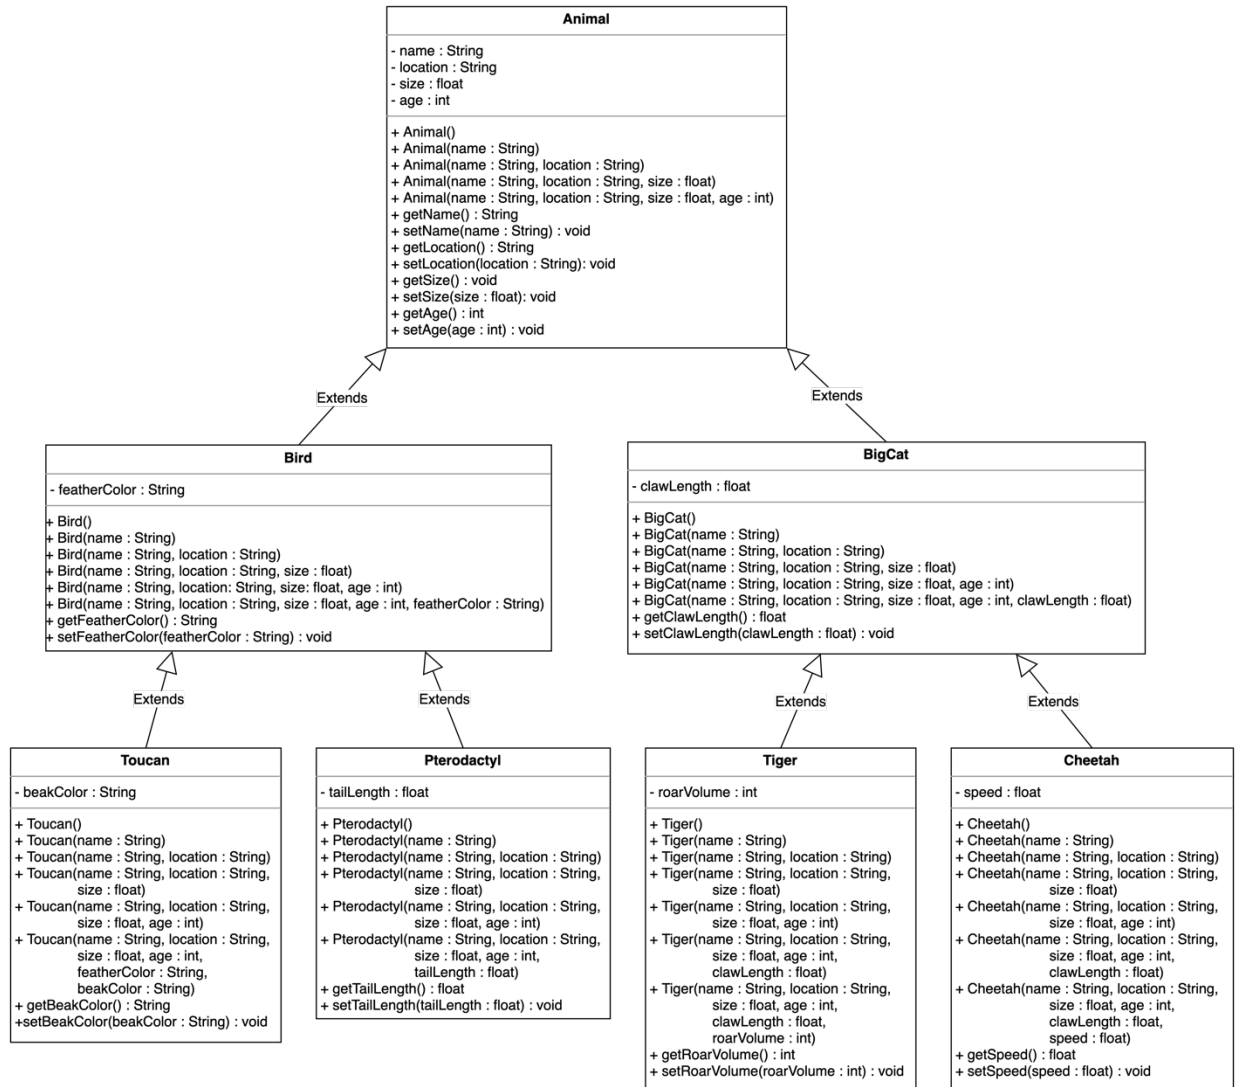 Animal
- name : String
- location : String
- size : float
- age : int
+ Animal()
+ Animal(name : String)
+ Animal(name : String, location : String)
+ Animal(name : String, location : String, size : float)
+ Animal(name : String, location : String, size : float, age : int)
+ getName() : String
+ setName(name : String) : void
+ getLocation() : String
+ setLocation(location : String): void
+ getSize() : void
+ setSize(size : float): void
+ getAge() : int
+ setAge(age : int) : void
Extends
Extends
Bird
- featherColor : String
+ Bird()
+ Bird(name : String)
+ Bird(name : String, location : String)
+ Bird(name : String, location : String, size : float)
+ Bird(name : String, location: String, size: float, age : int)
+ Bird(name : String, location : String, size : float, age : int, featherColor : String)
+ getFeatherColor() : String
+ setFeatherColor(featherColor : String) : void
BigCat
- clawLength : float
+ BigCat()
+ BigCat(name : String)
+ BigCat(name : String, location : String)
+ BigCat(name : String, location : String, size : float)
+ BigCat(name : String, location : String, size : float, age : int)
+ BigCat(name : String, location : String, size : float, age : int, clawLength : float)
+ getClawLength() : float
+ setClawLength(clawLength : float) : void
Extends
Extends
Extends
Extends
Toucan
- beakColor : String
+ Toucan()
+ Toucan(name : String)
+ Toucan(name : String, location : String)
+ Toucan(name : String, location : String,
size : float)
+ Toucan(name : String, location : String,
size : float, age : int)
+ Toucan(name : String, location : String,
size : float, age : int,
featherColor : String,
beakColor : String)
+ getBeakColor() : String
+setBeakColor(beakColor : String) : void
Pterodactyl
- tailLength : float
+ Pterodactyl()
+ Pterodactyl(name : String)
+ Pterodactyl(name : String, location : String)
+ Pterodactyl(name : String, location : String,
size : float)
+ Pterodactyl(name : String, location : String,
size : float, age : int)
+ Pterodactyl(name : String, location : String,
size : float, age : int,
tailLength : float)
+ getTailLength() : float
+ setTailLength(tailLength : float) : void
Tiger
- roarVolume : int
+ Tiger()
+ Tiger(name : String)
+ Tiger(name : String, location : String)
+ Tiger(name : String, location : String,
size : float)
+ Tiger(name : String, location : String,
size : float, age : int)
+ Tiger(name : String, location : String,
size : float, age : int,
clawLength : float)
+ Tiger(name : String, location : String,
size : float, age : int,
clawLength : float,
roarVolume : int)
+ getRoarVolume() : int
+ setRoarVolume(roarVolume : int) : void
Cheetah
- speed : float
+ Cheetah()
+ Cheetah(name : String)
+ Cheetah(name : String, location : String)
+ Cheetah(name : String, location : String,
size : float)
+ Cheetah(name : String, location : String,
size : float, age : int)
+ Cheetah(name : String, location : String,
size : float, age : int,
clawLength : float)
+ Cheetah(name : String, location : String,
size : float, age : int,
clawLength : float,
speed : float)
+ getSpeed() : float
+ setSpeed(speed : float) : void